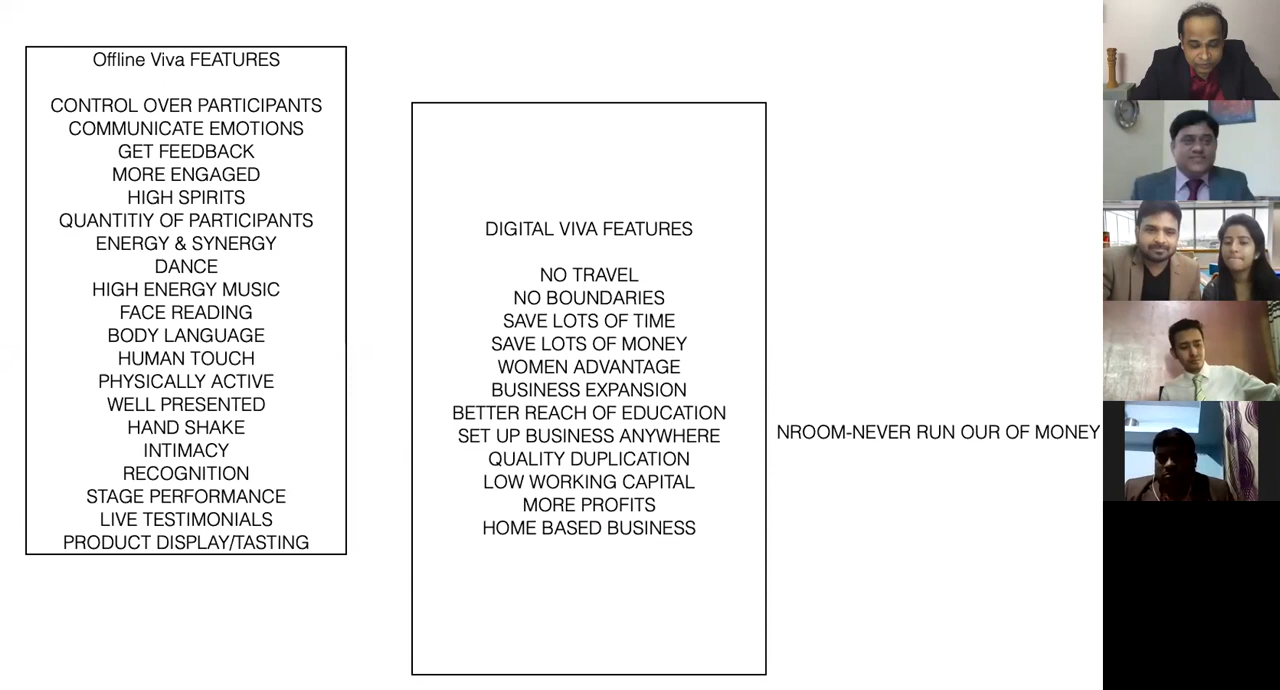 Offline Viva FEATURES
CONTROL OVER PARTICIPANTS
COMMUNICATE EMOTIONS
GET FEEDBACK
MORE ENGAGED
HIGH SPIRITS
QUANTITIY OF PARTICIPANTS
ENERGY & SYNERGY
DANCE
HIGH ENERGY MUSIC
FACE READING
BODY LANGUAGE
HUMAN TOUCH
PHYSICALLY ACTIVE
WELL PRESENTED
HAND SHAKE
INTIMACY
RECOGNITION
STAGE PERFORMANCE
LIVE TESTIMONIALS
PRODUCT DISPLAY/TASTING
DIGITAL VIVA FEATURES
NO TRAVEL
NO BOUNDARIES
SAVE LOTS OF TIME
SAVE LOTS OF MONEY
WOMEN ADVANTAGE
BUSINESS EXPANSION
BETTER REACH OF EDUCATION
SET UP BUSINESS ANYWHERE
QUALITY DUPLICATION
LOW WORKING CAPITAL
MORE PROFITS
HOME BASED BUSINESS
NROOM-NEVER RUN OUR OF MONEY